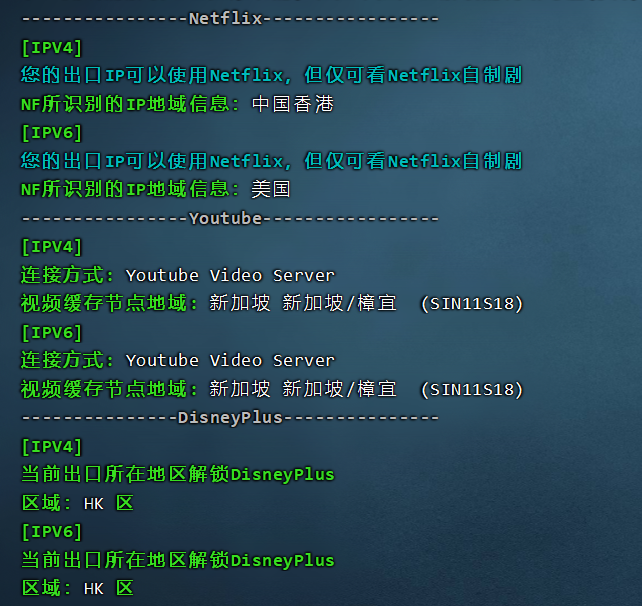 ----------------Netflix-----------------
[IPV4]
您的出口IP可以使用Netflix, 但仅可看Netflix自制剧
NF所识别的IP地域信息: 中国香港
[IPV6]
您的出口IP可以使用Netflix, 但仅可看Netflix自制剧
NF所识别的IP地域信息: 美国
----------------Youtube-----------------
[IPV4]
连接方式: Youtube Video Server
视频缓存节点地域: 新加坡 新加坡/樟宜  (SIN11S18)
[IPV6]
连接方式: Youtube Video Server
视频缓存节点地域: 新加坡 新加坡/樟宜  (SIN11S18)
---------------DisneyPlus---------------
[IPV4]
当前出口所在地区解锁DisneyPlus
区域: HK 区
[IPV6]
当前出口所在地区解锁DisneyPlus
区域: HK 区